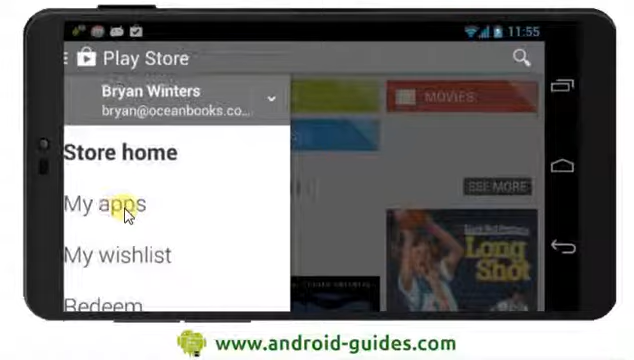 11:55
Play Store
Bryan Winters
bryan@oceanbooks.co...
MOVIES
Store home
My apps
SEE MORE
My wishlist
Long
Shot
Redeem
www.android-guides.com